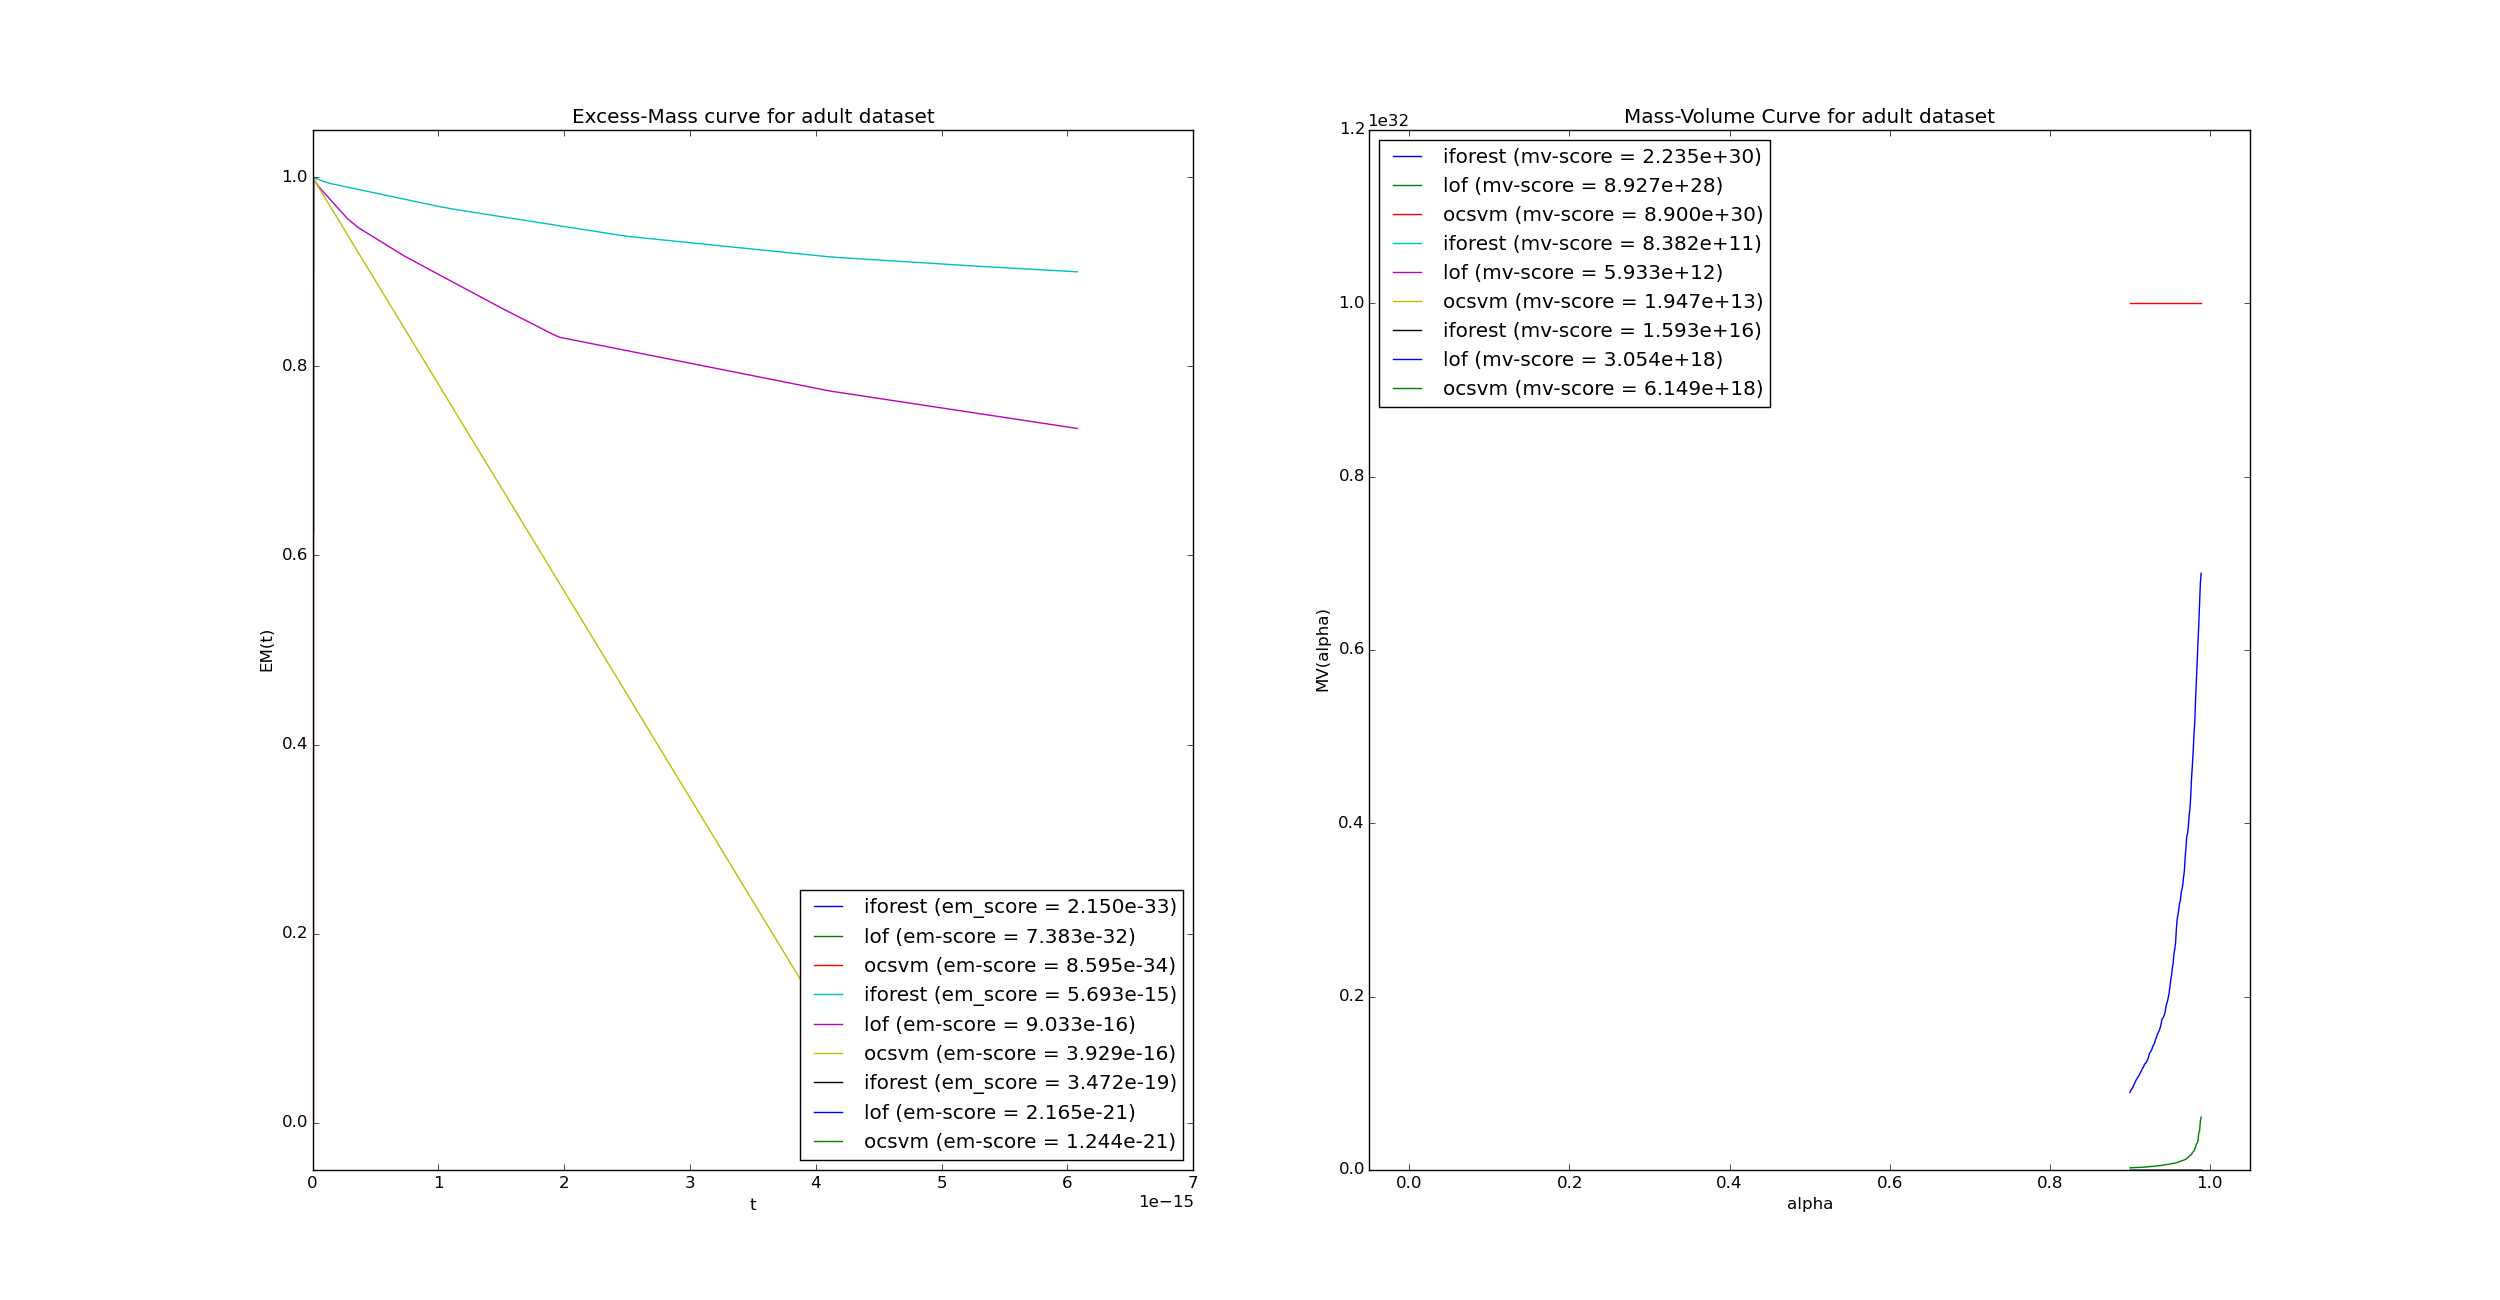 Excess-Mass curve for adult dataset
1.0
0.8
0.6
0.4
0.2
0.0
EM(t)
iforest (em_score = 2.150e-33)
lof (em-score = 7.383e-32)
ocsvm (em-score = 8.595e-34)
iforest (em_score = 5.693e-15)
lof (em-score = 9.033e-16)
ocsvm (em-score = 3.929e-16)
iforest (em_score = 3.472e-19)
lof (em-score = 2.165e-21)
ocsvm (em-score = 1.244e-21)
0 1 2 3 4 5 6 7
1e−15
t
Mass-Volume Curve for adult dataset
1e32
1.2
1.0
0.8
0.6
0.4
0.2
0.0
MV(alpha)
iforest (mv-score = 2.235e+30)
lof (mv-score = 8.927e+28)
ocsvm (mv-score = 8.900e+30)
iforest (mv-score = 8.382e+11)
lof (mv-score = 5.933e+12)
ocsvm (mv-score = 1.947e+13)
iforest (mv-score = 1.593e+16)
lof (mv-score = 3.054e+18)
ocsvm (mv-score = 6.149e+18)
0.0 0.2 0.4 0.6 0.8 1.0
alpha